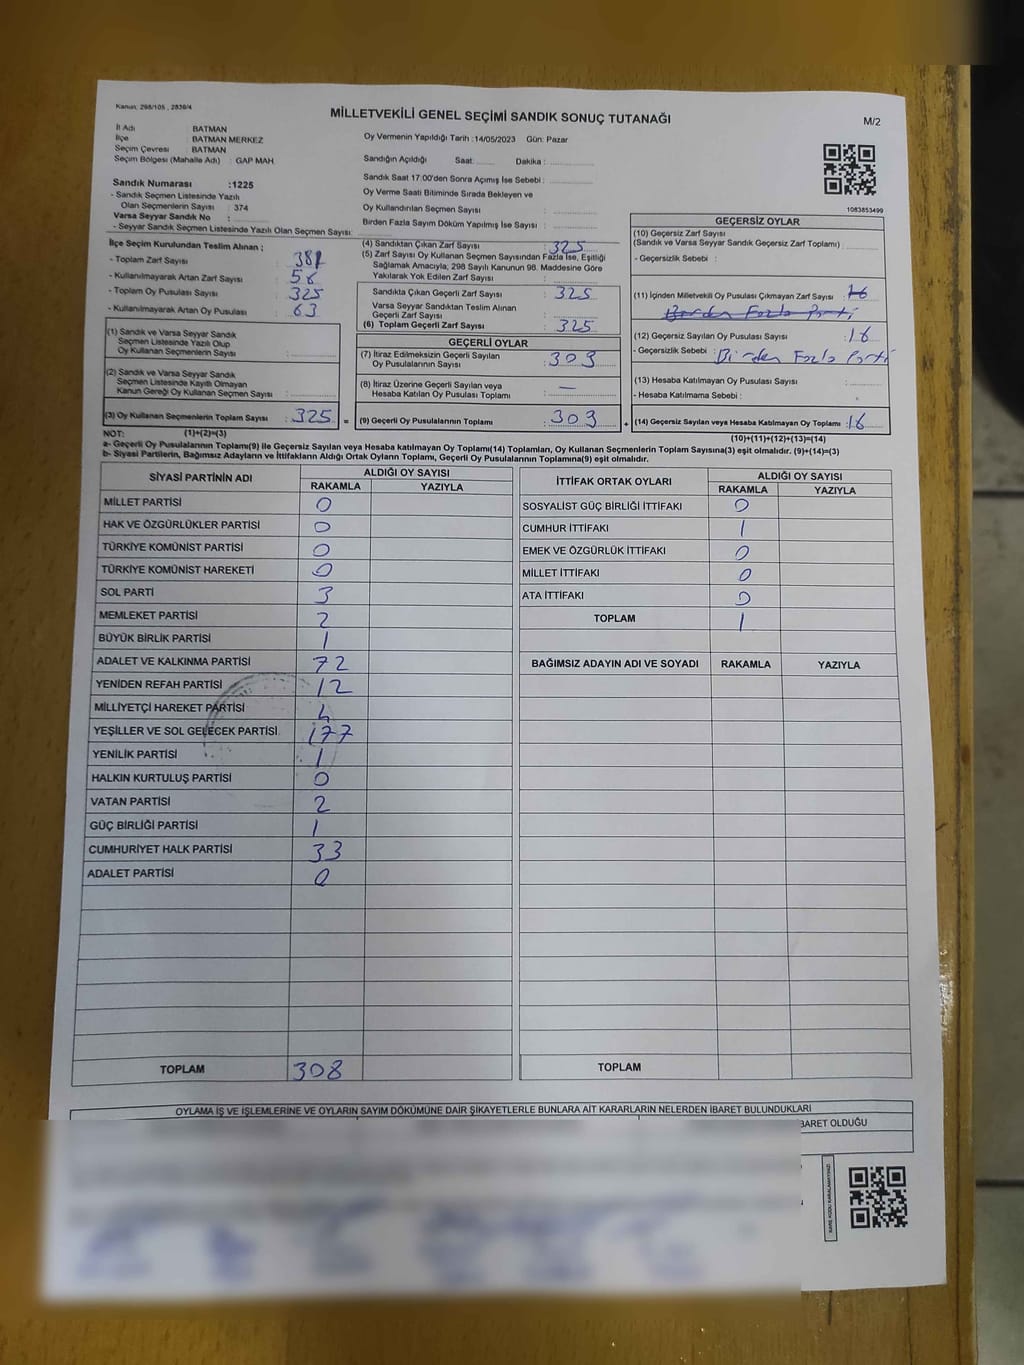 Kanun: 298/105 , 2839/4
MİLLETVEKİLİ GENEL SEÇİMİ SANDIK SONUÇ TUTANAĞI
M/2
İl Adı : BATMAN
İlçe : BATMAN MERKEZ
Seçim Çevresi : BATMAN
Seçim Bölgesi (Mahalle Adı) : GAP MAH.
Oy Vermenin Yapıldığı Tarih :14/05/2023 Gün: Pazar
Sandığın Açıldığı Saat: Dakika :
Sandık Saat 17.00'den Sonra Açımış İse Sebebi :
Oy Verme Saati Bitiminde Sırada Bekleyen ve
Oy Kullandırılan Seçmen Sayısı :
Birden Fazla Sayım Döküm Yapılmış İse Sayısı :
1083853499
Sandık Numarası :1225
- Sandık Seçmen Listesinde Yazılı
Olan Seçmenlerin Sayısı : 374
Varsa Seyyar Sandık No :
- Seyyar Sandık Seçmen Listesinde Yazılı Olan Seçmen Sayısı:
İlçe Seçim Kurulundan Teslim Alınan ;
- Toplam Zarf Sayısı : 381
- Kullanılmayarak Artan Zarf Sayısı : 56
- Toplam Oy Pusulası Sayısı : 325
- Kullanılmayarak Artan Oy Pusulası : 63
(1) Sandık ve Varsa Seyyar Sandık
Seçmen Listesinde Yazılı Olup
Oy Kullanan Seçmenlerin Sayısı :
(2) Sandık ve Varsa Seyyar Sandık
Seçmen Listesinde Kayıtlı Olmayan
Kanun Gereği Oy Kullanan Seçmen Sayısı :
(3) Oy Kullanan Seçmenlerin Toplam Sayısı : 325 =
(4) Sandıktan Çıkan Zarf Sayısı : 325
(5) Zarf Sayısı Oy Kullanan Seçmen Sayısından Fazla İse, Eşitliği
Sağlamak Amacıyla, 298 Sayılı Kanunun 98. Maddesine Göre
Yakılarak Yok Edilen Zarf Sayısı :
Sandıkta Çıkan Geçerli Zarf Sayısı : 325
Varsa Seyyar Sandıktan Teslim Alınan
Geçerli Zarf Sayısı :
(6) Toplam Geçerli Zarf Sayısı : 325
GEÇERLİ OYLAR
(7) İtiraz Edilmeksizin Geçerli Sayılan
Oy Pusulalarının Sayısı : 303
(8) İtiraz Üzerine Geçerli Sayılan veya
Hesaba Katılan Oy Pusulası Toplamı : —
(9) Geçerli Oy Pusulalarının Toplamı : 303 +
GEÇERSİZ OYLAR
(10) Geçersiz Zarf Sayısı
(Sandık ve Varsa Seyyar Sandık Geçersiz Zarf Toplamı) :
- Geçersizlik Sebebi :
(11) İçinden Milletvekili Oy Pusulası Çıkmayan Zarf Sayısı : 16
Birden Fazla Parti
(12) Geçersiz Sayılan Oy Pusulası Sayısı : 16
- Geçersizlik Sebebi : Birden Fazla Parti
(13) Hesaba Katılmayan Oy Pusulası Sayısı :
- Hesaba Katılmama Sebebi :
(14) Geçersiz Sayılan veya Hesaba Katılmayan Oy Toplamı : 16
NOT: (1)+(2)=(3) (10)+(11)+(12)+(13)=(14)
a- Geçerli Oy Pusulalarının Toplamı(9) ile Geçersiz Sayılan veya Hesaba katılmayan Oy Toplamı(14) Toplamları, Oy Kullanan Seçmenlerin Toplam Sayısına(3) eşit olmalıdır. (9)+(14)=(3)
b- Siyasi Partilerin, Bağımsız Adayların ve İttifakların Aldığı Ortak Oyların Toplamı, Geçerli Oy Pusulalarının Toplamına(9) eşit olmalıdır.
SİYASİ PARTİNİN ADI ALDIĞI OY SAYISI
RAKAMLA YAZIYLA
MİLLET PARTİSİ 0
HAK VE ÖZGÜRLÜKLER PARTİSİ 0
TÜRKİYE KOMÜNİST PARTİSİ 0
TÜRKİYE KOMÜNİST HAREKETİ 0
SOL PARTİ 3
MEMLEKET PARTİSİ 2
BÜYÜK BİRLİK PARTİSİ 1
ADALET VE KALKINMA PARTİSİ 72
YENİDEN REFAH PARTİSİ 12
MİLLİYETÇİ HAREKET PARTİSİ 4
YEŞİLLER VE SOL GELECEK PARTİSİ 177
YENİLİK PARTİSİ 1
HALKIN KURTULUŞ PARTİSİ 0
VATAN PARTİSİ 2
GÜÇ BİRLİĞİ PARTİSİ 1
CUMHURİYET HALK PARTİSİ 33
ADALET PARTİSİ 0
TOPLAM 308
İTTİFAK ORTAK OYLARI ALDIĞI OY SAYISI
RAKAMLA YAZIYLA
SOSYALİST GÜÇ BİRLİĞİ İTTİFAKI 0
CUMHUR İTTİFAKI 1
EMEK VE ÖZGÜRLÜK İTTİFAKI 0
MİLLET İTTİFAKI 0
ATA İTTİFAKI 0
TOPLAM 1
BAĞIMSIZ ADAYIN ADI VE SOYADI RAKAMLA YAZIYLA
TOPLAM
OYLAMA İŞ VE İŞLEMLERİNE VE OYLARIN SAYIM DÖKÜMÜNE DAİR ŞİKAYETLERLE BUNLARA AİT KARARLARIN NELERDEN İBARET BULUNDUKLARI
BARET OLDUĞU
KARE KODU KARALAMAYINIZ!